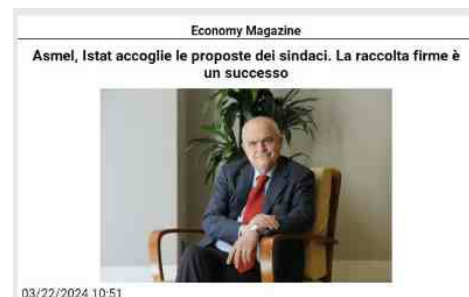 Economy Magazine
Asmel, Istat accoglie le proposte dei sindaci. La raccolta firme è
un successo
03/22/2024 10:51